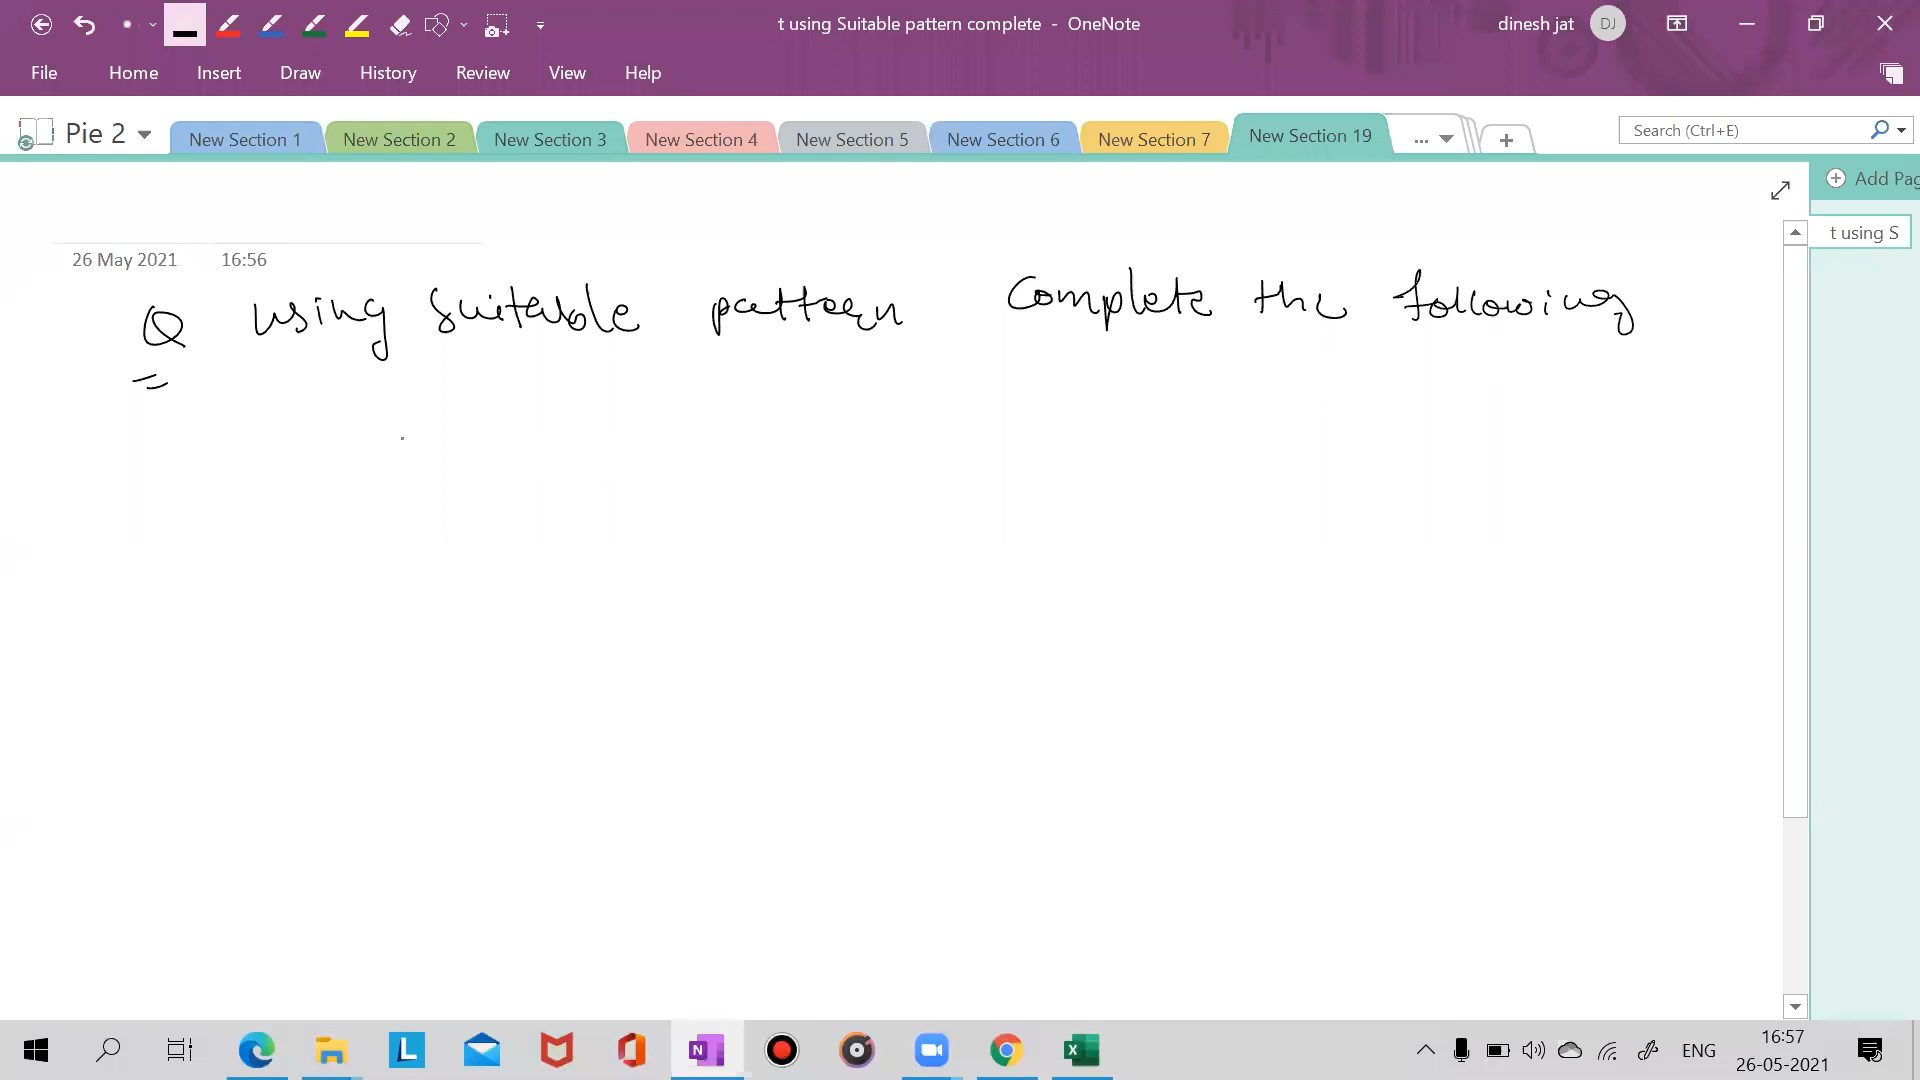 t using Suitable pattern complete - OneNote
dinesh jat
DJ
File Home Insert Draw History Review View Help
Pie 2
New Section 1
New Section 2
New Section 3
New Section 4
New Section 5
New Section 6
New Section 7
New Section 19
...
Search (Ctrl+E)
Add Pag
t using S
26 May 2021 16:56
Q using suitable pattern Complete the following
ENG
16:57
26-05-2021